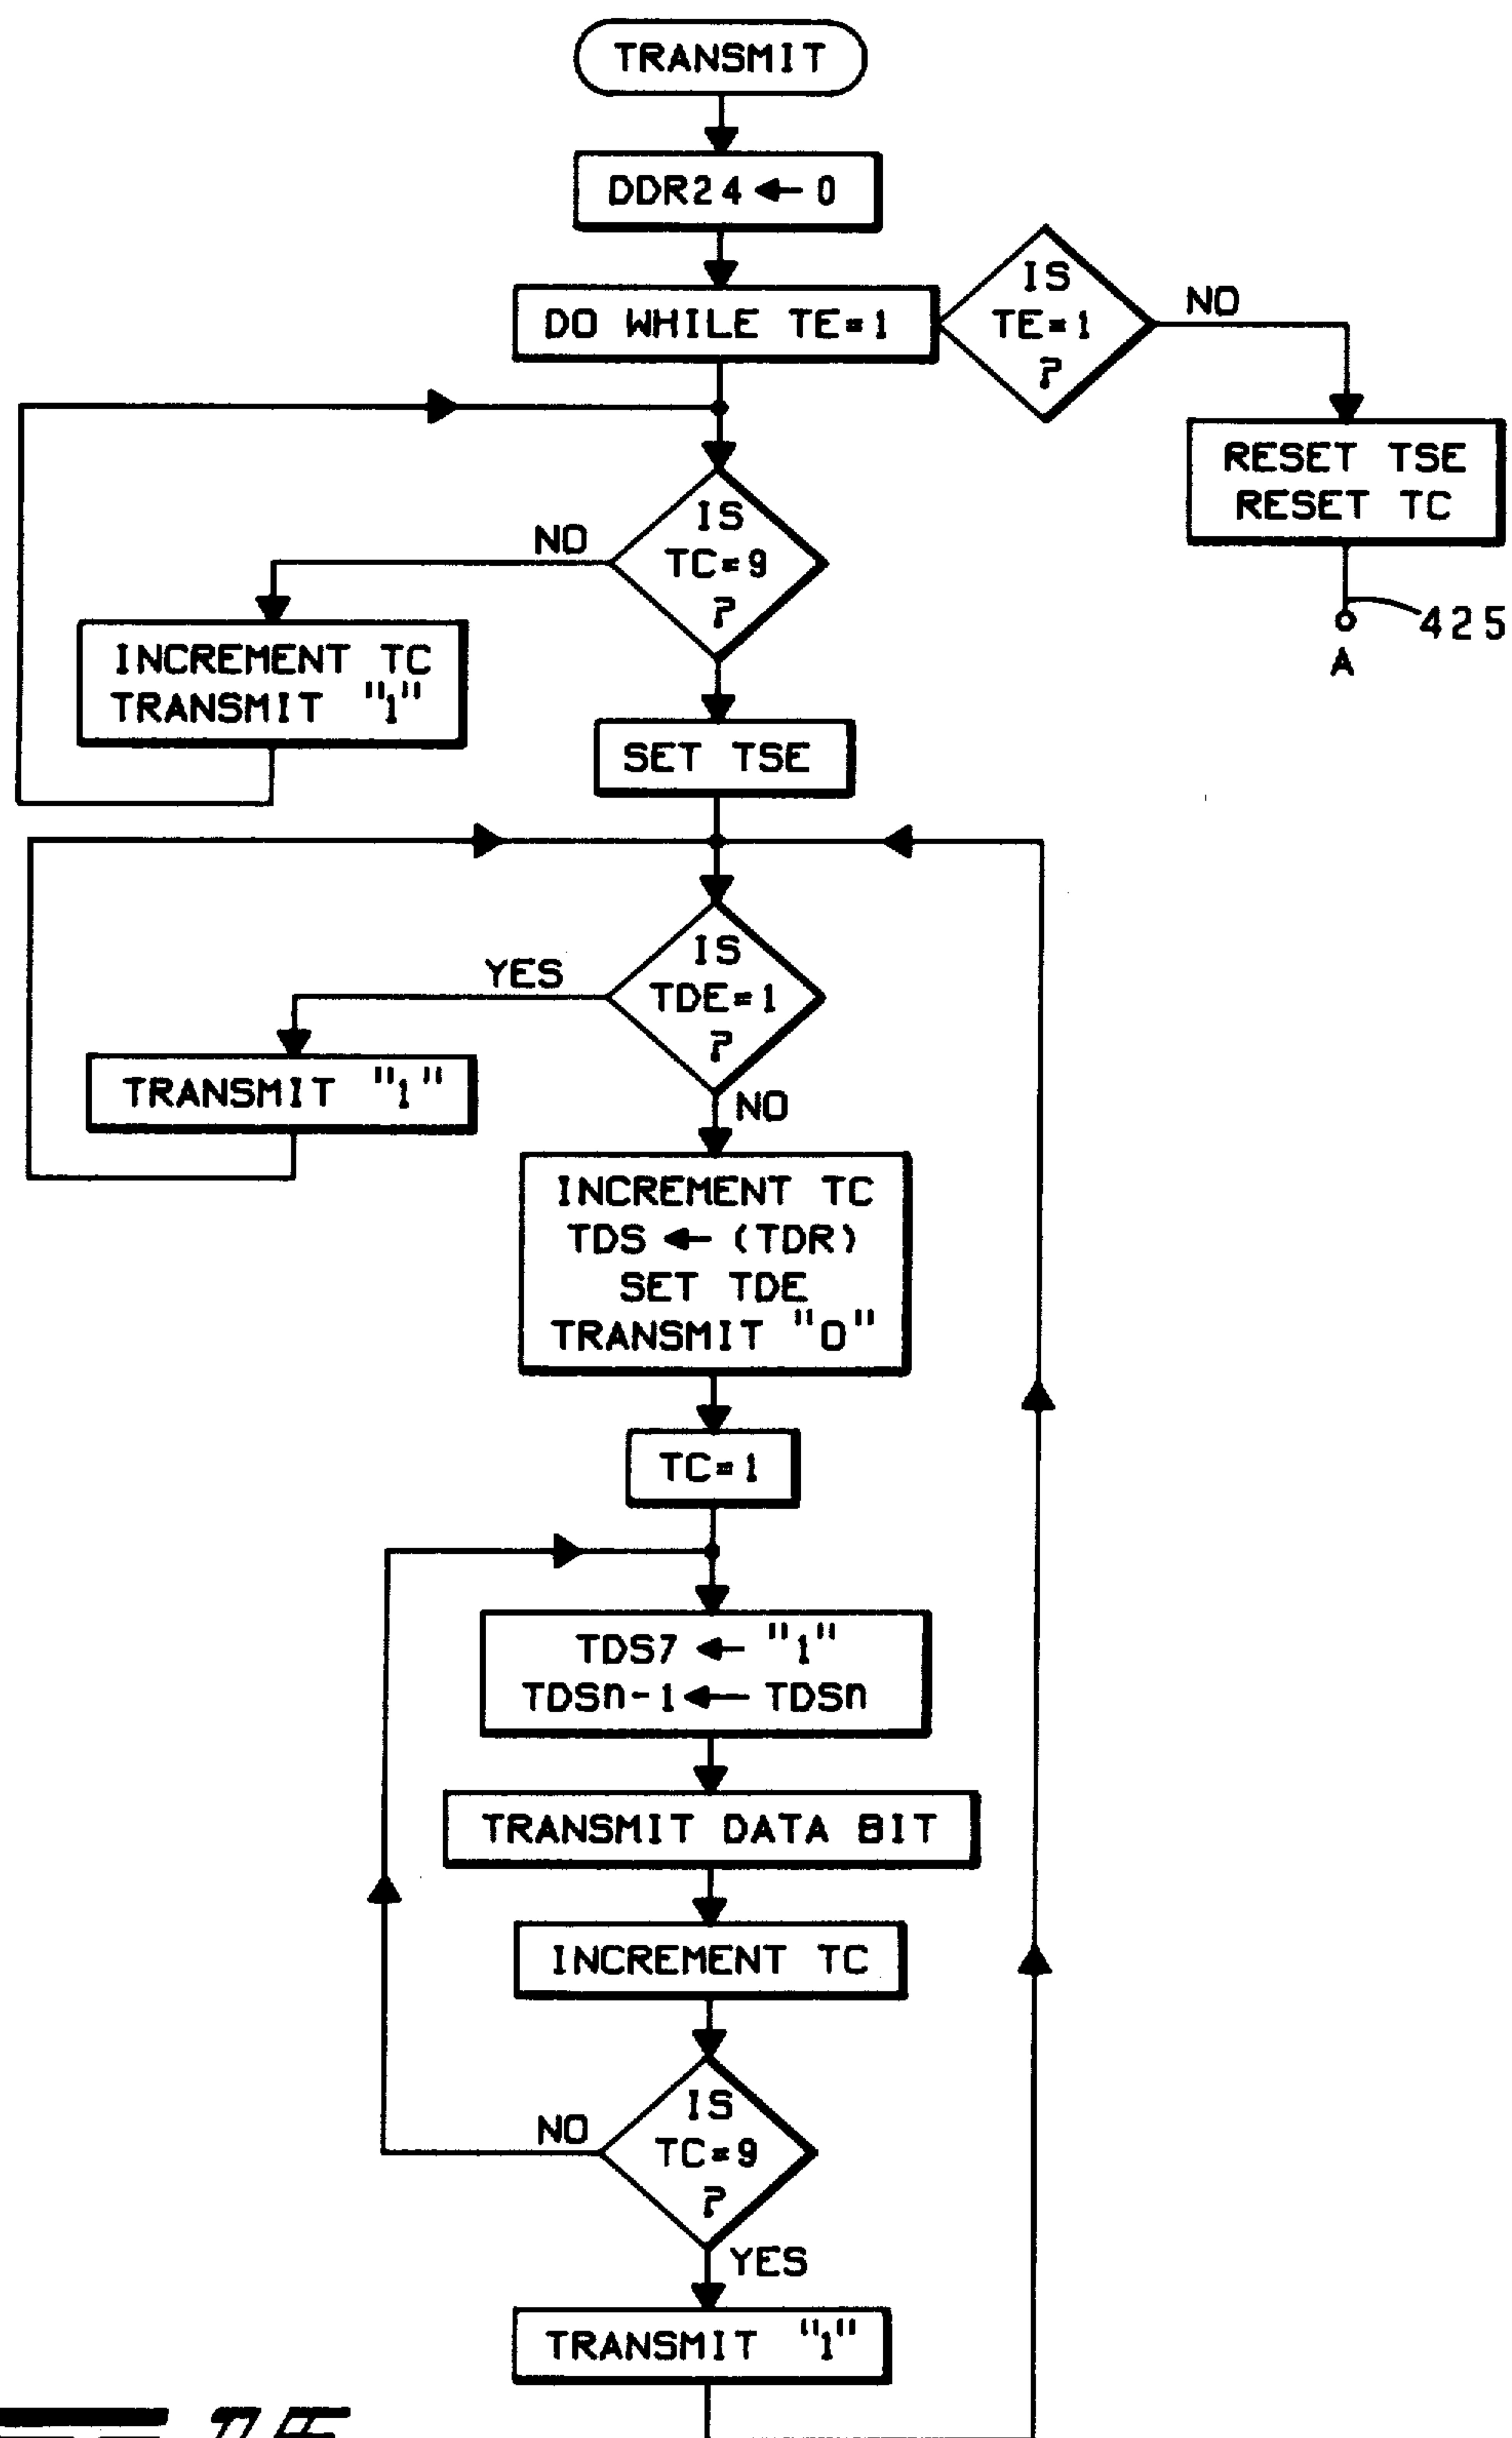 TRANSMIT
DDR24 ← 0
DO WHILE TE=1
IS
TE=1
?
NO
RESET TSE
RESET TC
425
A
IS
TC=9
?
NO
INCREMENT TC
TRANSMIT "1"
SET TSE
IS
TDE=1
?
YES
TRANSMIT "1"
NO
INCREMENT TC
TDS ← (TDR)
SET TDE
TRANSMIT "0"
TC=1
TDS7 ← "1"
TDSn-1 ← TDSn
TRANSMIT DATA BIT
INCREMENT TC
IS
TC=9
?
NO
YES
TRANSMIT "1"